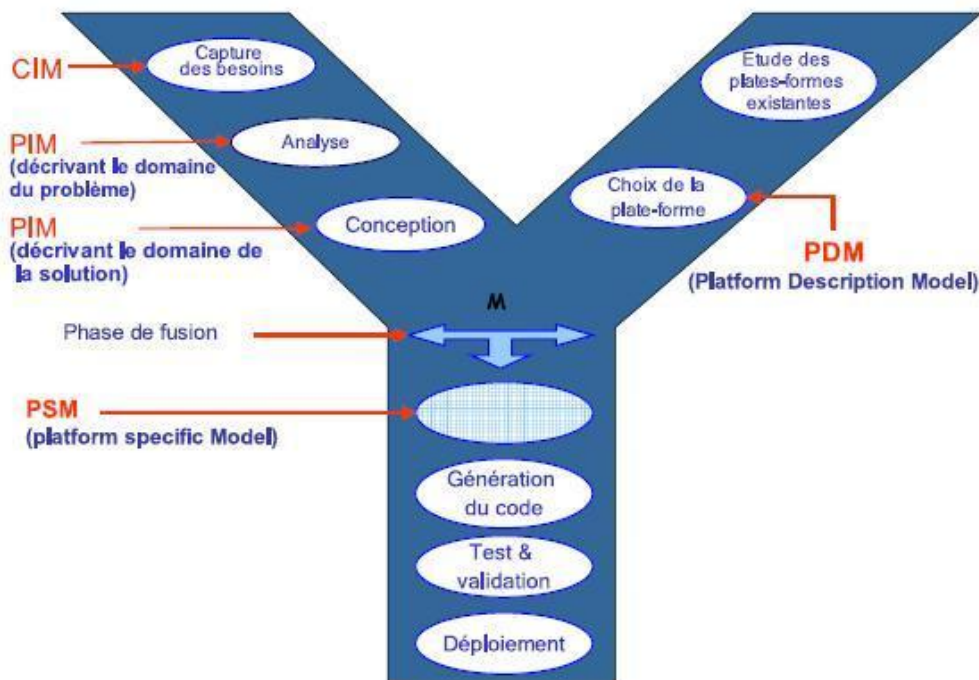 Capture
des besoins
CIM
Etude des
plates-formes
existantes
PIM
(décrivant le domaine
du problème)
Analyse
Choix de la
plate-forme
PIM
(décrivant le domaine de
la solution)
Conception
PDM
(Platform Description Model)
M
Phase de fusion
PSM
(platform specific Model)
Génération
du code
Test &
validation
Déploiement